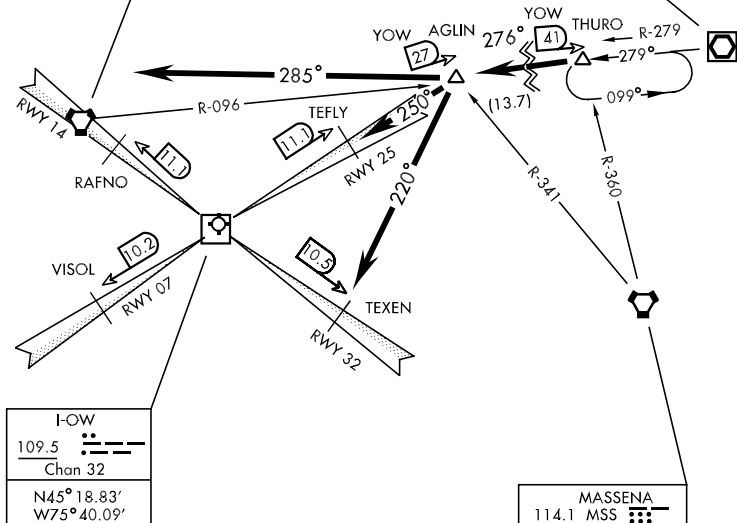 YOW AGLIN
27
276°
YOW THURO
41
R-279
279°
099°
285°
R-096
TEFLY
250°
(13.7)
11.1
RWY 14
11.1
RAFNO
RWY 25
220°
R-341
R-360
VISOL
10.2
RWY 07
10.5
TEXEN
RWY 32
I-OW
109.5
Chan 32
N45° 18.83'
W75° 40.09'
MASSENA
114.1 MSS